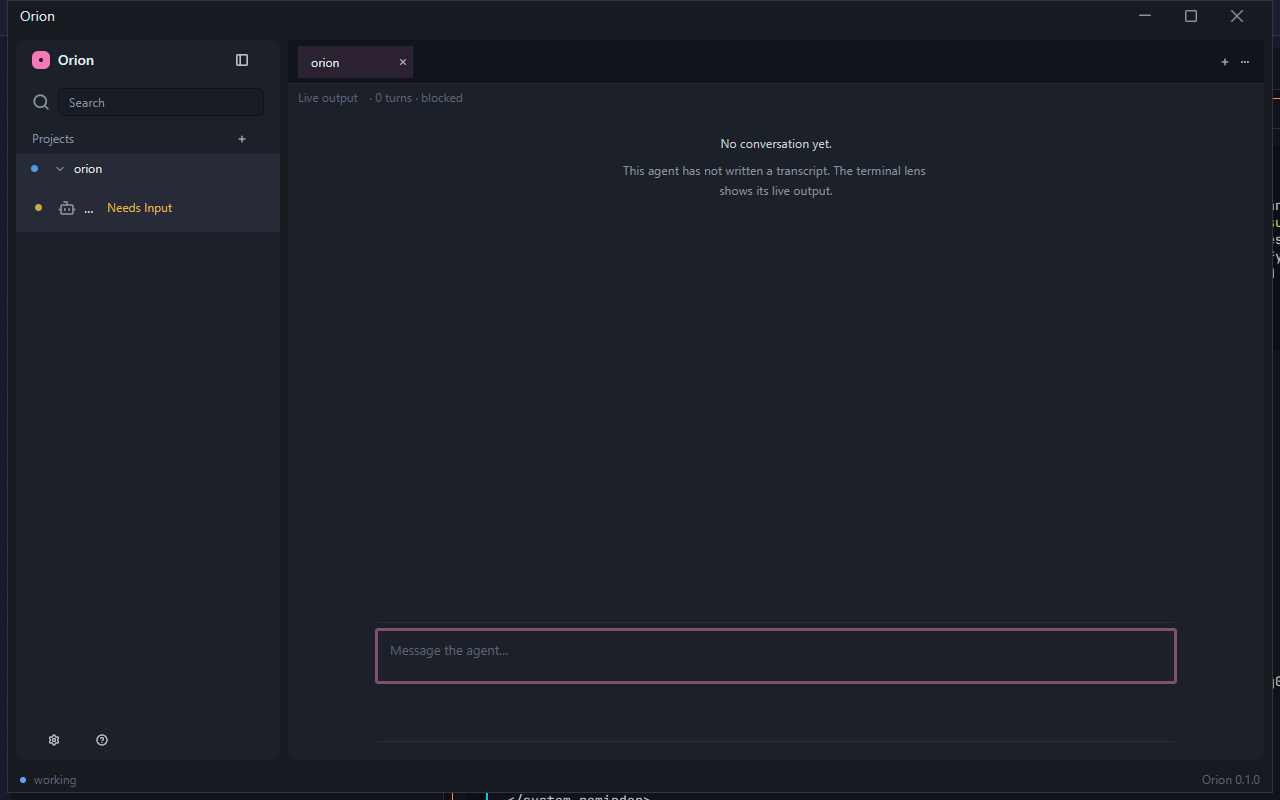 Orion
Orion
Search
Projects
orion
... Needs Input
orion
Live output · 0 turns · blocked
No conversation yet.
This agent has not written a transcript. The terminal lens
shows its live output.
Message the agent...
working
Orion 0.1.0
</system-reminder>